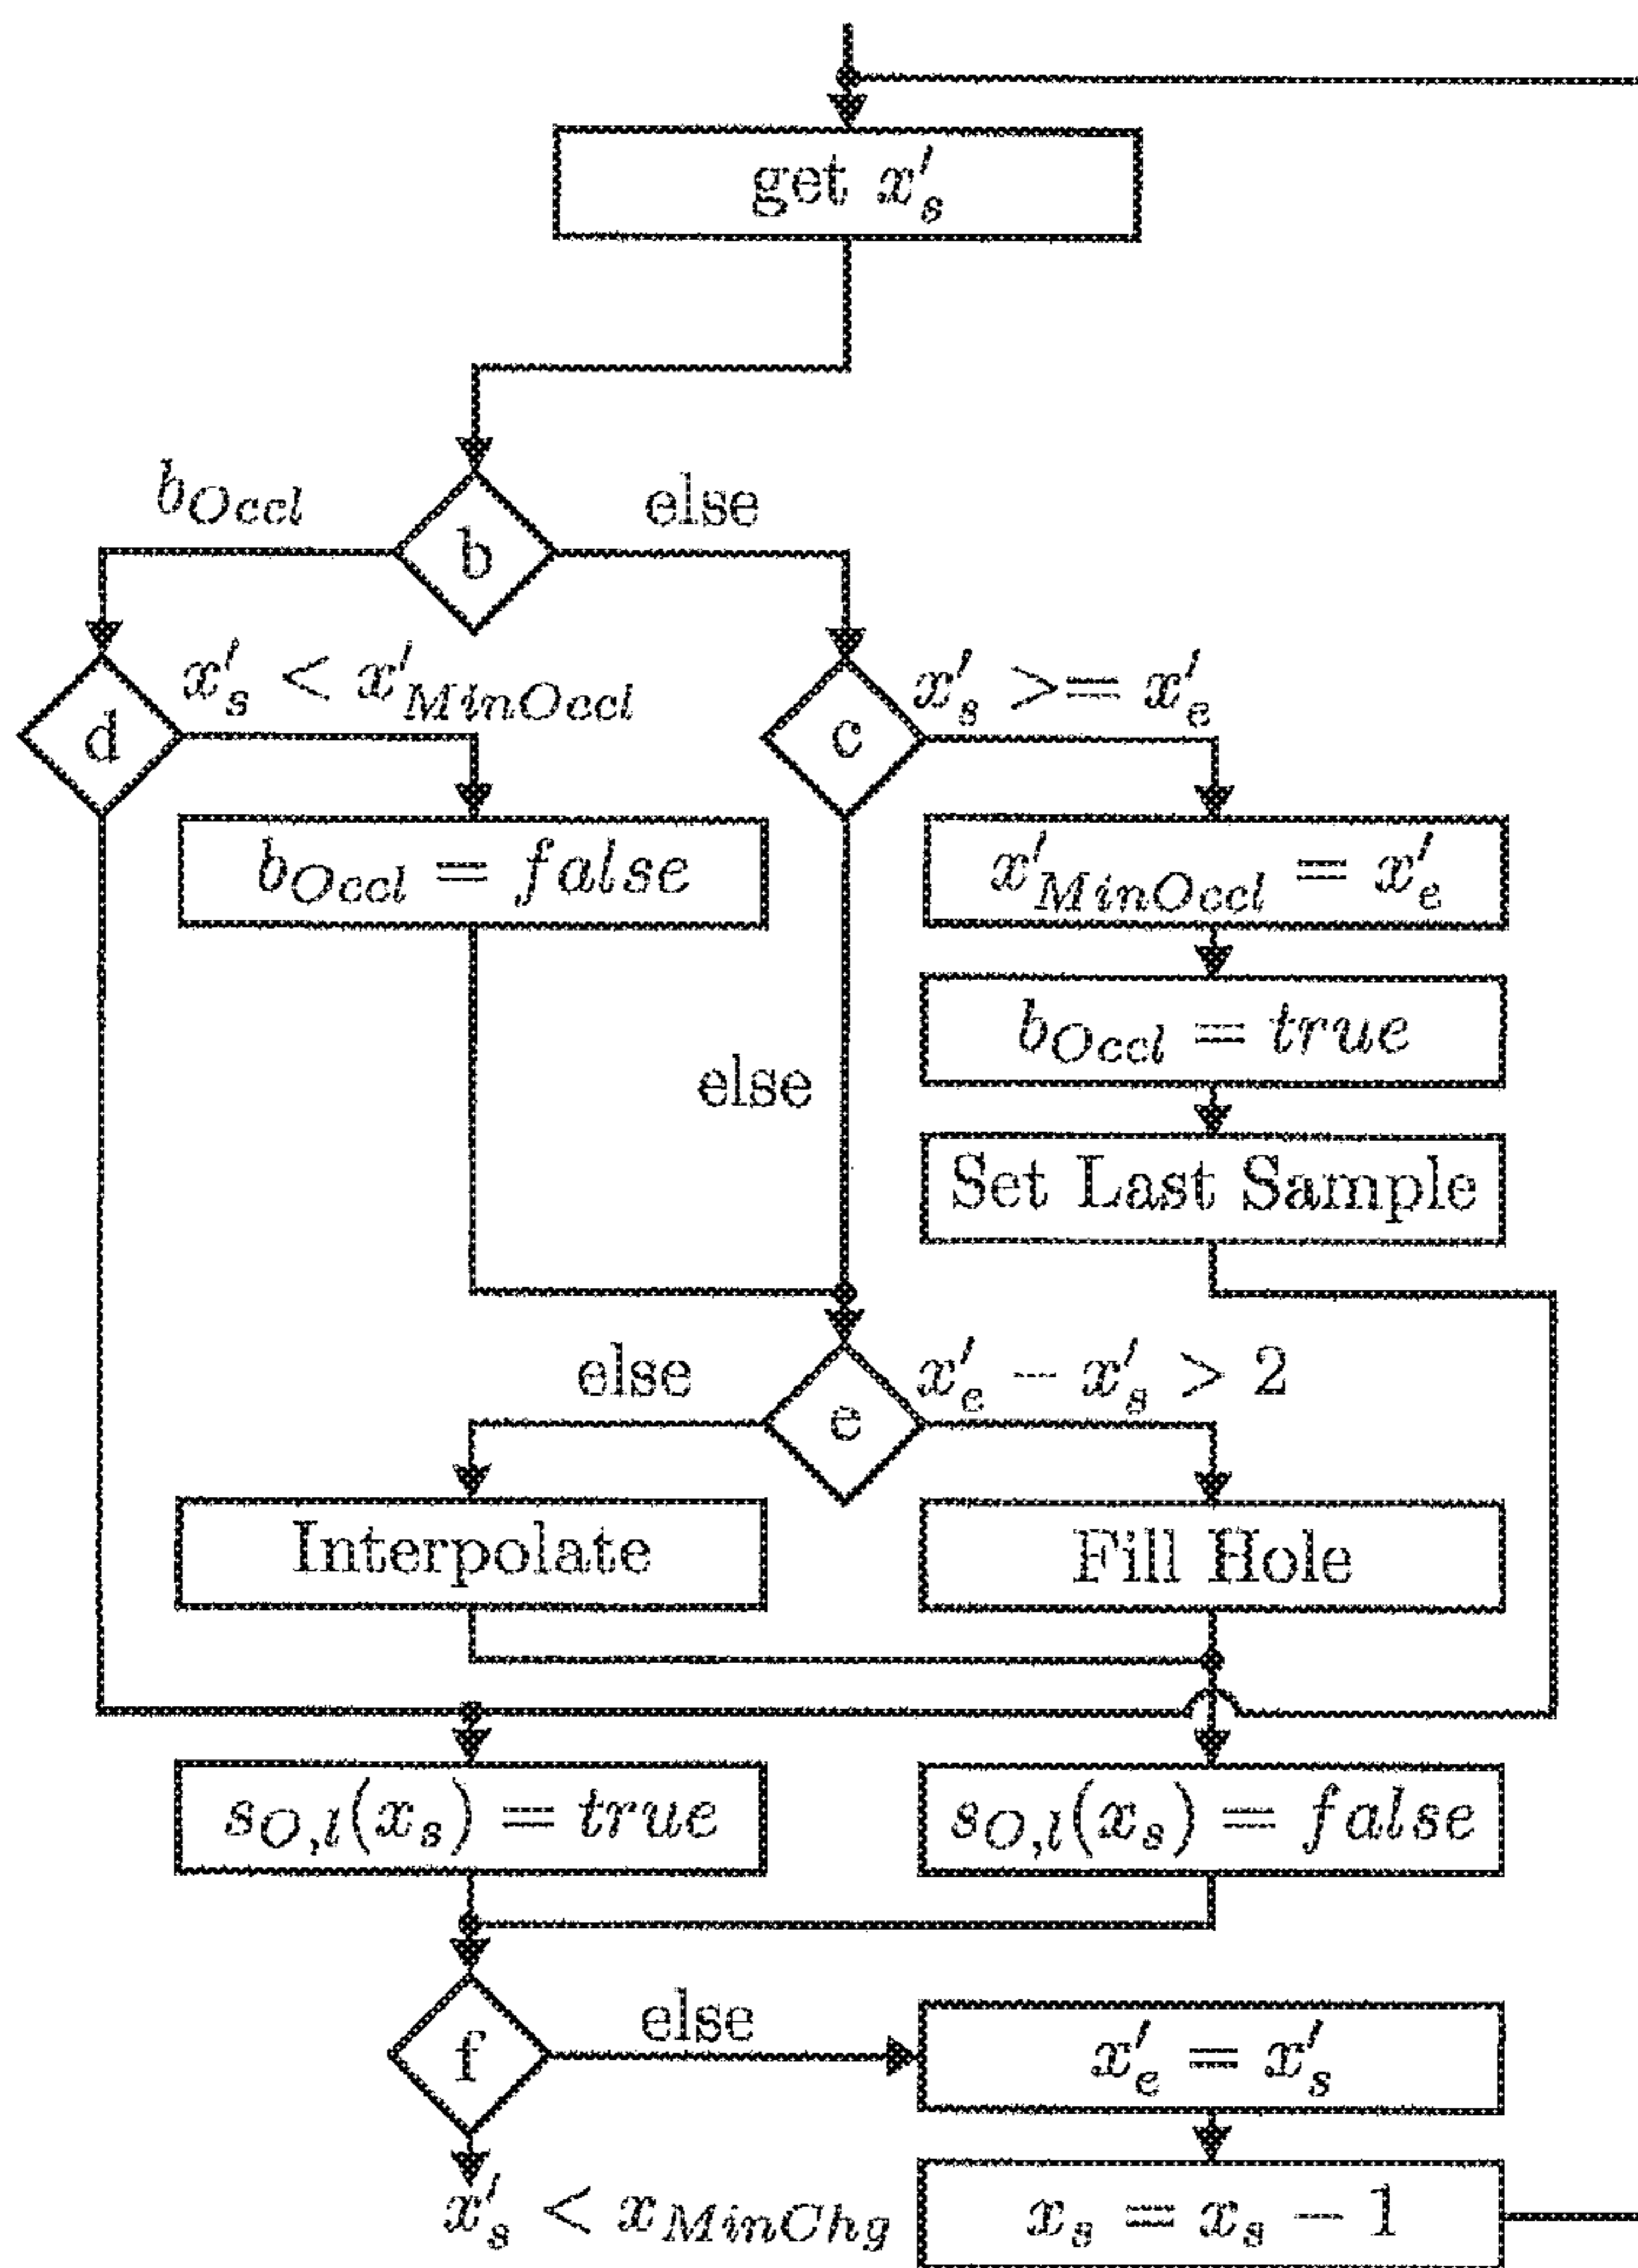 get x′_s
b_Occl
else
b
d
x′_s < x′_MinOccl
c
x′_s >= x′_e
b_Occl = false
x′_MinOccl = x′_e
b_Occl = true
else
Set Last Sample
else
e
x′_e − x′_s > 2
Interpolate
Fill Hole
s_O,l(x_s) = true
s_O,l(x_s) = false
f
else
x′_e = x′_s
x′_s < x_MinChg
x_s = x_s − 1